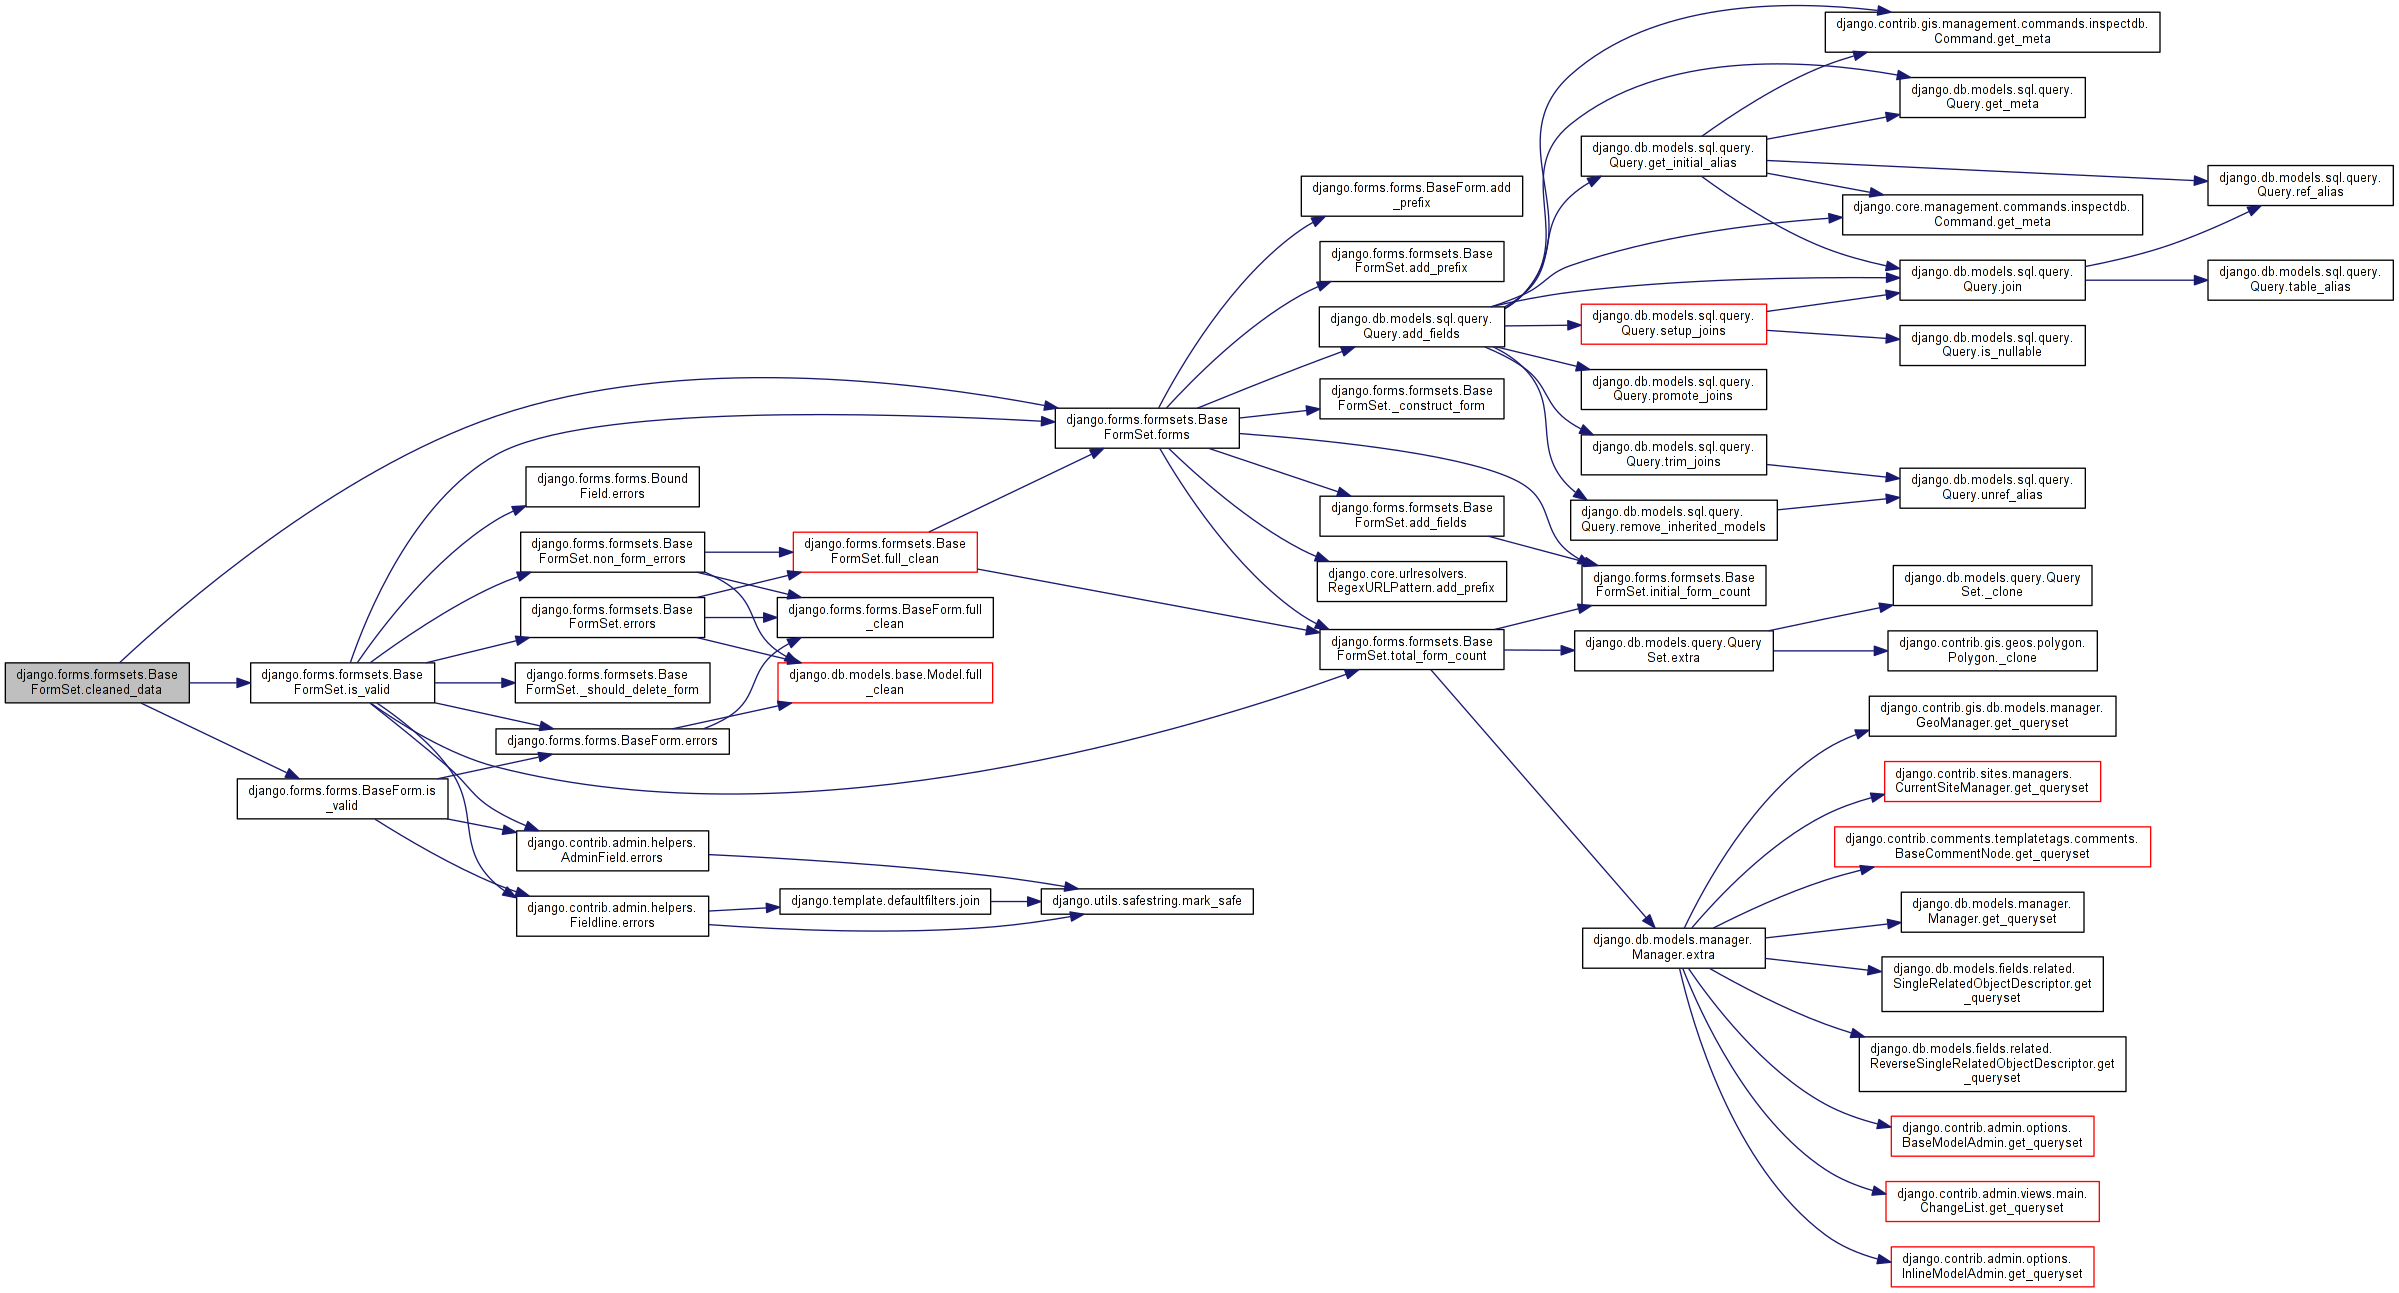 django.forms.formsets.Base
FormSet.cleaned_data
django.forms.formsets.Base
FormSet.is_valid
django.forms.forms.BaseForm.is
_valid
django.forms.forms.Bound
Field.errors
django.forms.formsets.Base
FormSet.non_form_errors
django.forms.formsets.Base
FormSet.errors
django.forms.formsets.Base
FormSet._should_delete_form
django.forms.forms.BaseForm.errors
django.contrib.admin.helpers.
AdminField.errors
django.contrib.admin.helpers.
Fieldline.errors
django.forms.formsets.Base
FormSet.full_clean
django.forms.forms.BaseForm.full
_clean
django.db.models.base.Model.full
_clean
django.template.defaultfilters.join
django.forms.formsets.Base
FormSet.forms
django.utils.safestring.mark_safe
django.forms.forms.BaseForm.add
_prefix
django.forms.formsets.Base
FormSet.add_prefix
django.db.models.sql.query.
Query.add_fields
django.forms.formsets.Base
FormSet._construct_form
django.forms.formsets.Base
FormSet.add_fields
django.core.urlresolvers.
RegexURLPattern.add_prefix
django.forms.formsets.Base
FormSet.total_form_count
django.db.models.sql.query.
Query.get_initial_alias
django.db.models.sql.query.
Query.setup_joins
django.db.models.sql.query.
Query.promote_joins
django.db.models.sql.query.
Query.trim_joins
django.db.models.sql.query.
Query.remove_inherited_models
django.forms.formsets.Base
FormSet.initial_form_count
django.db.models.query.Query
Set.extra
django.db.models.manager.
Manager.extra
django.contrib.gis.management.commands.inspectdb.
Command.get_meta
django.db.models.sql.query.
Query.get_meta
django.core.management.commands.inspectdb.
Command.get_meta
django.db.models.sql.query.
Query.join
django.db.models.sql.query.
Query.is_nullable
django.db.models.sql.query.
Query.unref_alias
django.db.models.query.Query
Set._clone
django.contrib.gis.geos.polygon.
Polygon._clone
django.contrib.gis.db.models.manager.
GeoManager.get_queryset
django.contrib.sites.managers.
CurrentSiteManager.get_queryset
django.contrib.comments.templatetags.comments.
BaseCommentNode.get_queryset
django.db.models.manager.
Manager.get_queryset
django.db.models.fields.related.
SingleRelatedObjectDescriptor.get
_queryset
django.db.models.fields.related.
ReverseSingleRelatedObjectDescriptor.get
_queryset
django.contrib.admin.options.
BaseModelAdmin.get_queryset
django.contrib.admin.views.main.
ChangeList.get_queryset
django.contrib.admin.options.
InlineModelAdmin.get_queryset
django.db.models.sql.query.
Query.ref_alias
django.db.models.sql.query.
Query.table_alias